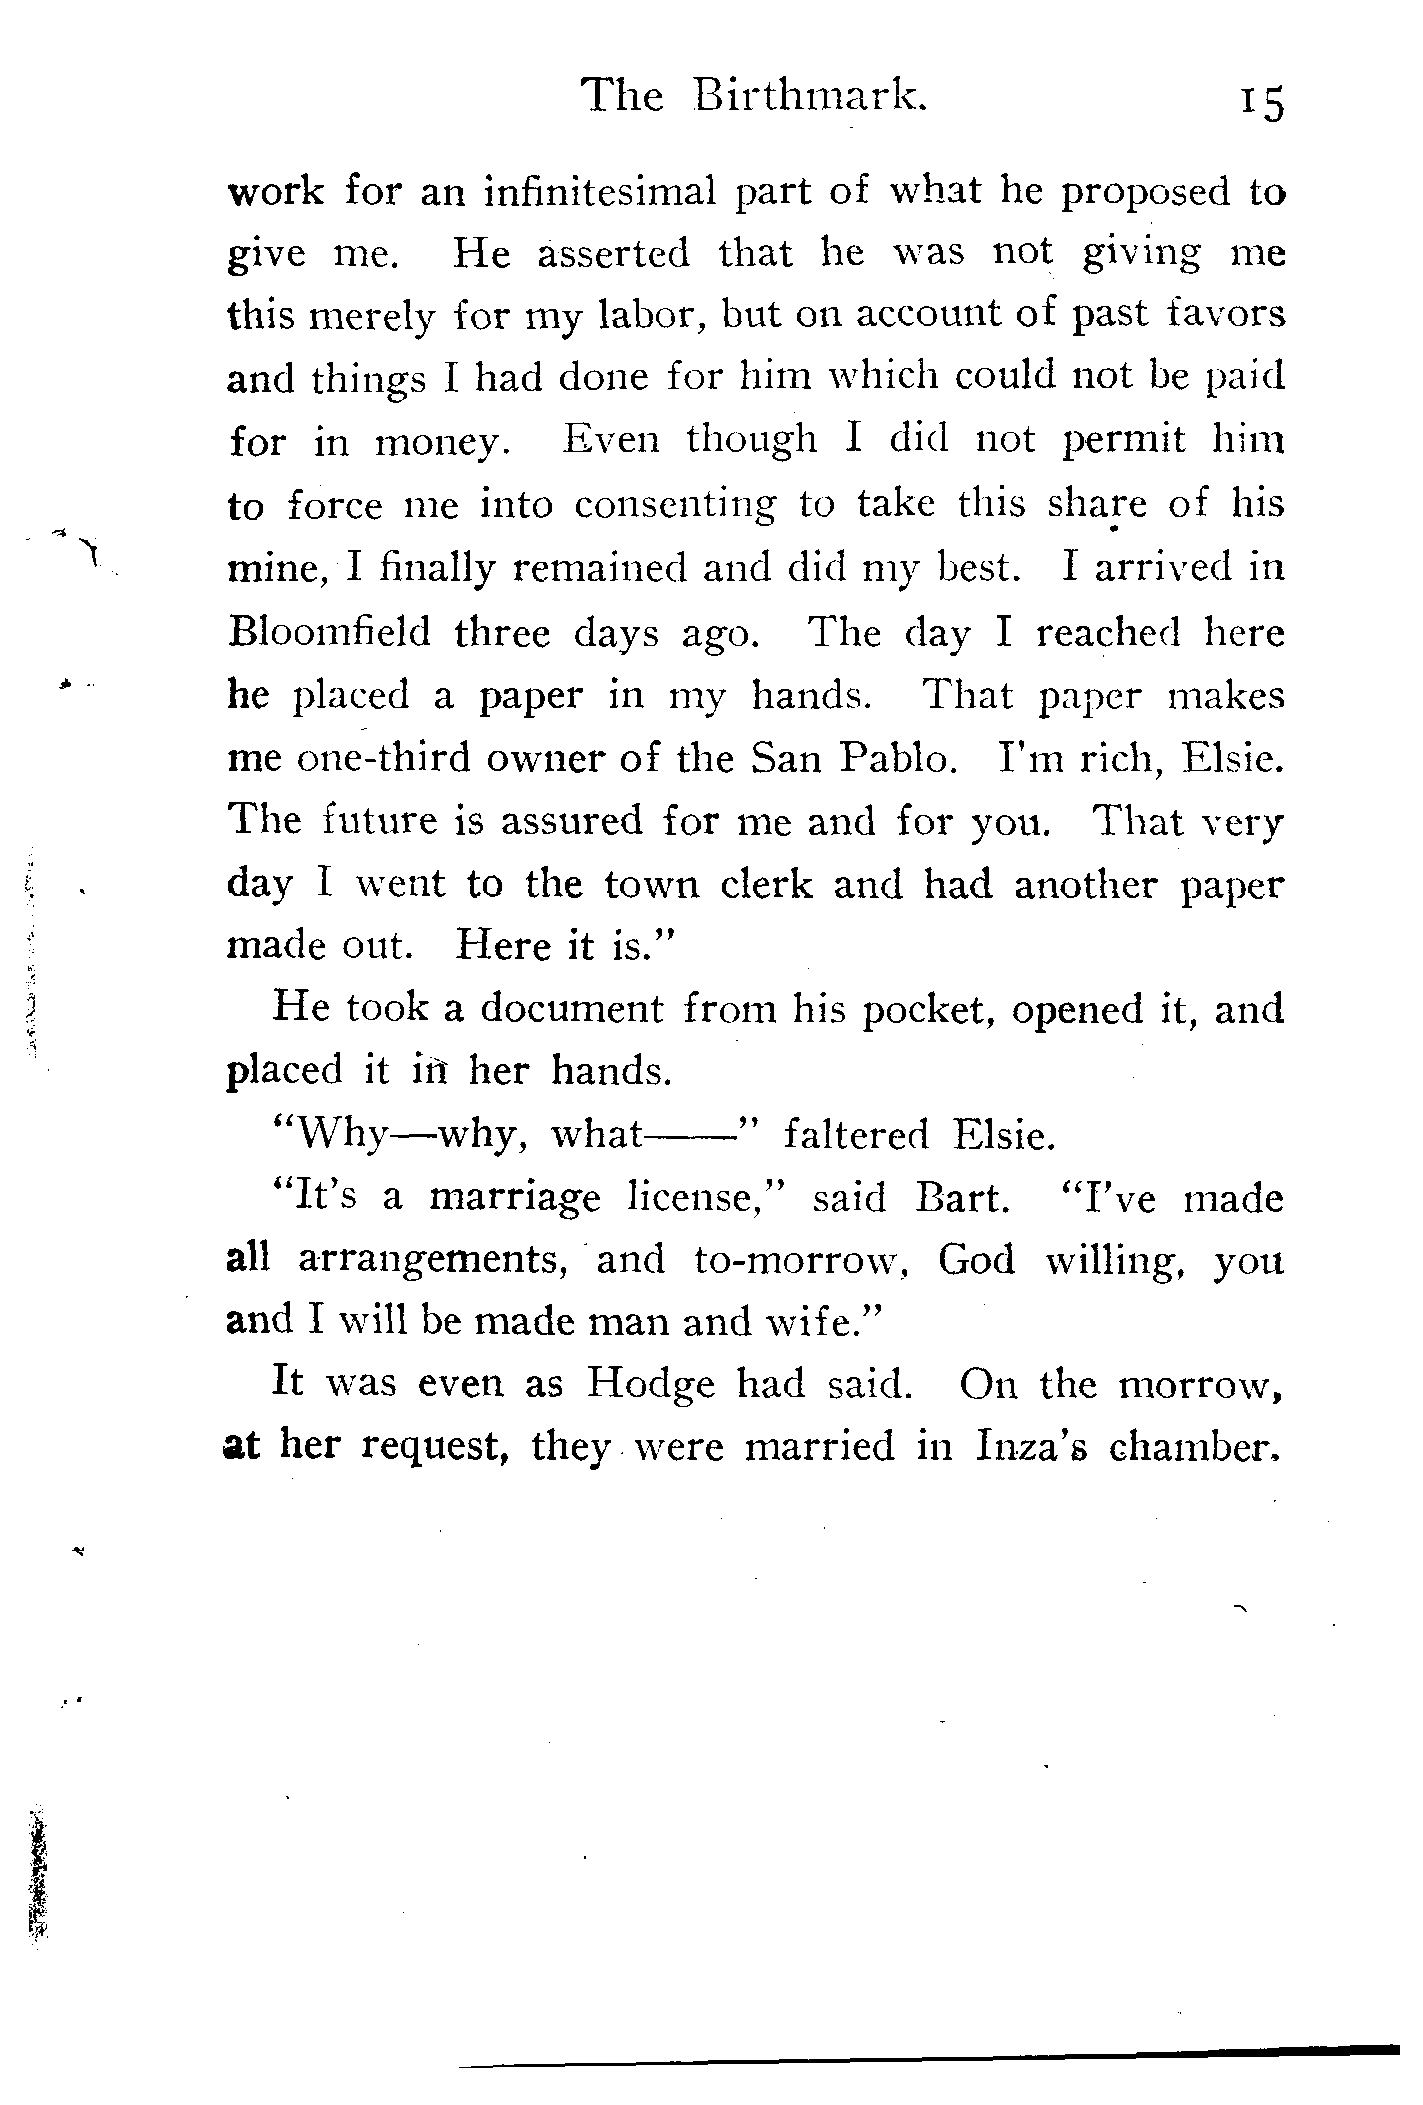 The Birthmark. 15
work for an infinitesimal part of what he proposed to
give me. He asserted that he was not giving me
this merely for my labor, but on account of past favors
and things I had done for him which could not be paid
for in money. Even though I did not permit him
to force me into consenting to take this share of his
mine, I finally remained and did my best. I arrived in
Bloomfield three days ago. The day I reached here
he placed a paper in my hands. That paper makes
me one-third owner of the San Pablo. I'm rich, Elsie.
The future is assured for me and for you. That very
day I went to the town clerk and had another paper
made out. Here it is."
He took a document from his pocket, opened it, and
placed it in her hands.
"Why—why, what——" faltered Elsie.
"It's a marriage license," said Bart. "I've made
all arrangements, and to-morrow, God willing, you
and I will be made man and wife."
It was even as Hodge had said. On the morrow,
at her request, they were married in Inza's chamber.